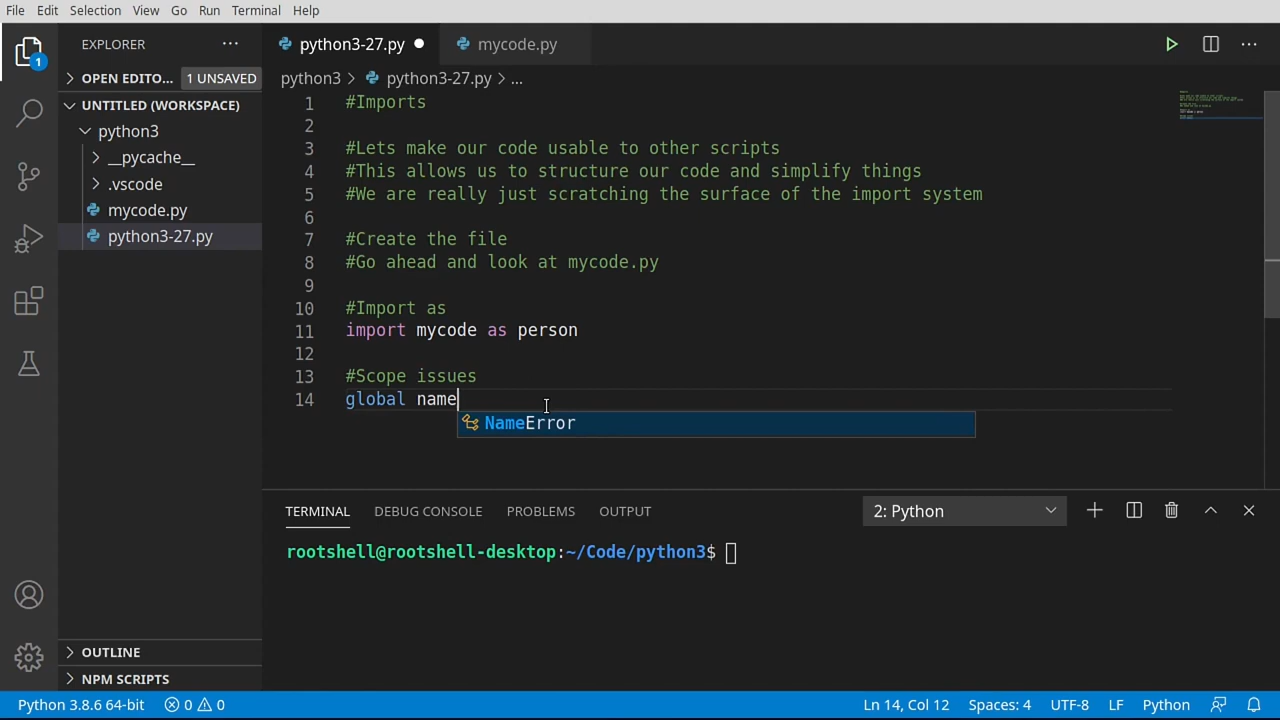 File Edit Selection View Go Run Terminal Help
EXPLORER
python3-27.py
mycode.py
OPEN EDITO... 1 UNSAVED
python3 > python3-27.py > ...
UNTITLED (WORKSPACE)
python3
__pycache__
.vscode
mycode.py
python3-27.py
1 #Imports
2
3 #Lets make our code usable to other scripts
4 #This allows us to structure our code and simplify things
5 #We are really just scratching the surface of the import system
6
7 #Create the file
8 #Go ahead and look at mycode.py
9
10 #Import as
11 import mycode as person
12
13 #Scope issues
14 global name
NameError
TERMINAL DEBUG CONSOLE PROBLEMS OUTPUT 2: Python
rootshell@rootshell-desktop:~/Code/python3$
1
OUTLINE
NPM SCRIPTS
Python 3.8.6 64-bit 0 0 Ln 14, Col 12 Spaces: 4 UTF-8 LF Python